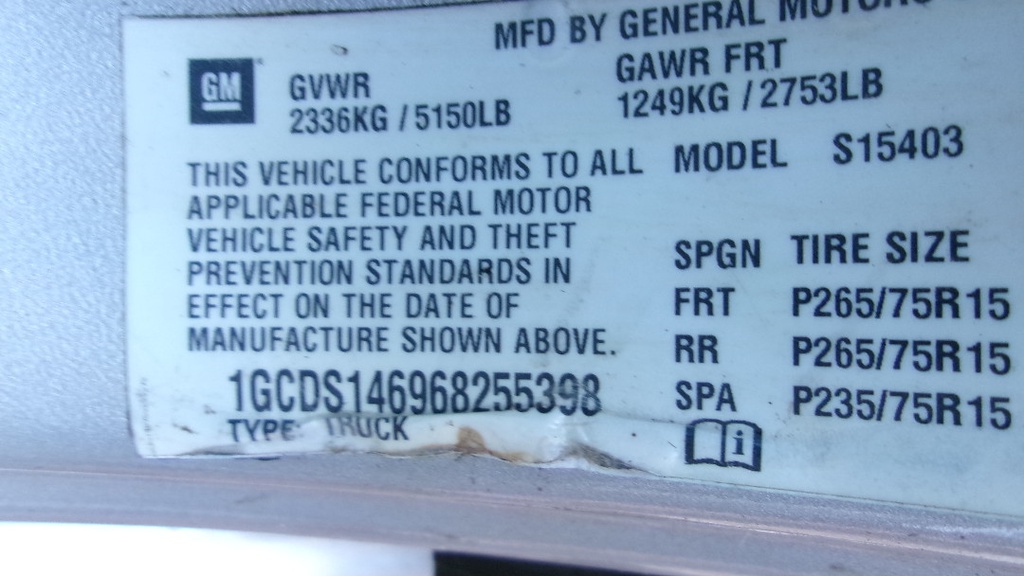 MFD BY GENERAL MOTORS
GM
GVWR
2336KG / 5150LB
GAWR FRT
1249KG / 2753LB
THIS VEHICLE CONFORMS TO ALL
APPLICABLE FEDERAL MOTOR
VEHICLE SAFETY AND THEFT
PREVENTION STANDARDS IN
EFFECT ON THE DATE OF
MANUFACTURE SHOWN ABOVE.
1GCDS146968255398
TYPE: TRUCK
MODEL S15403
SPGN TIRE SIZE
FRT P265/75R15
RR P265/75R15
SPA P235/75R15
i